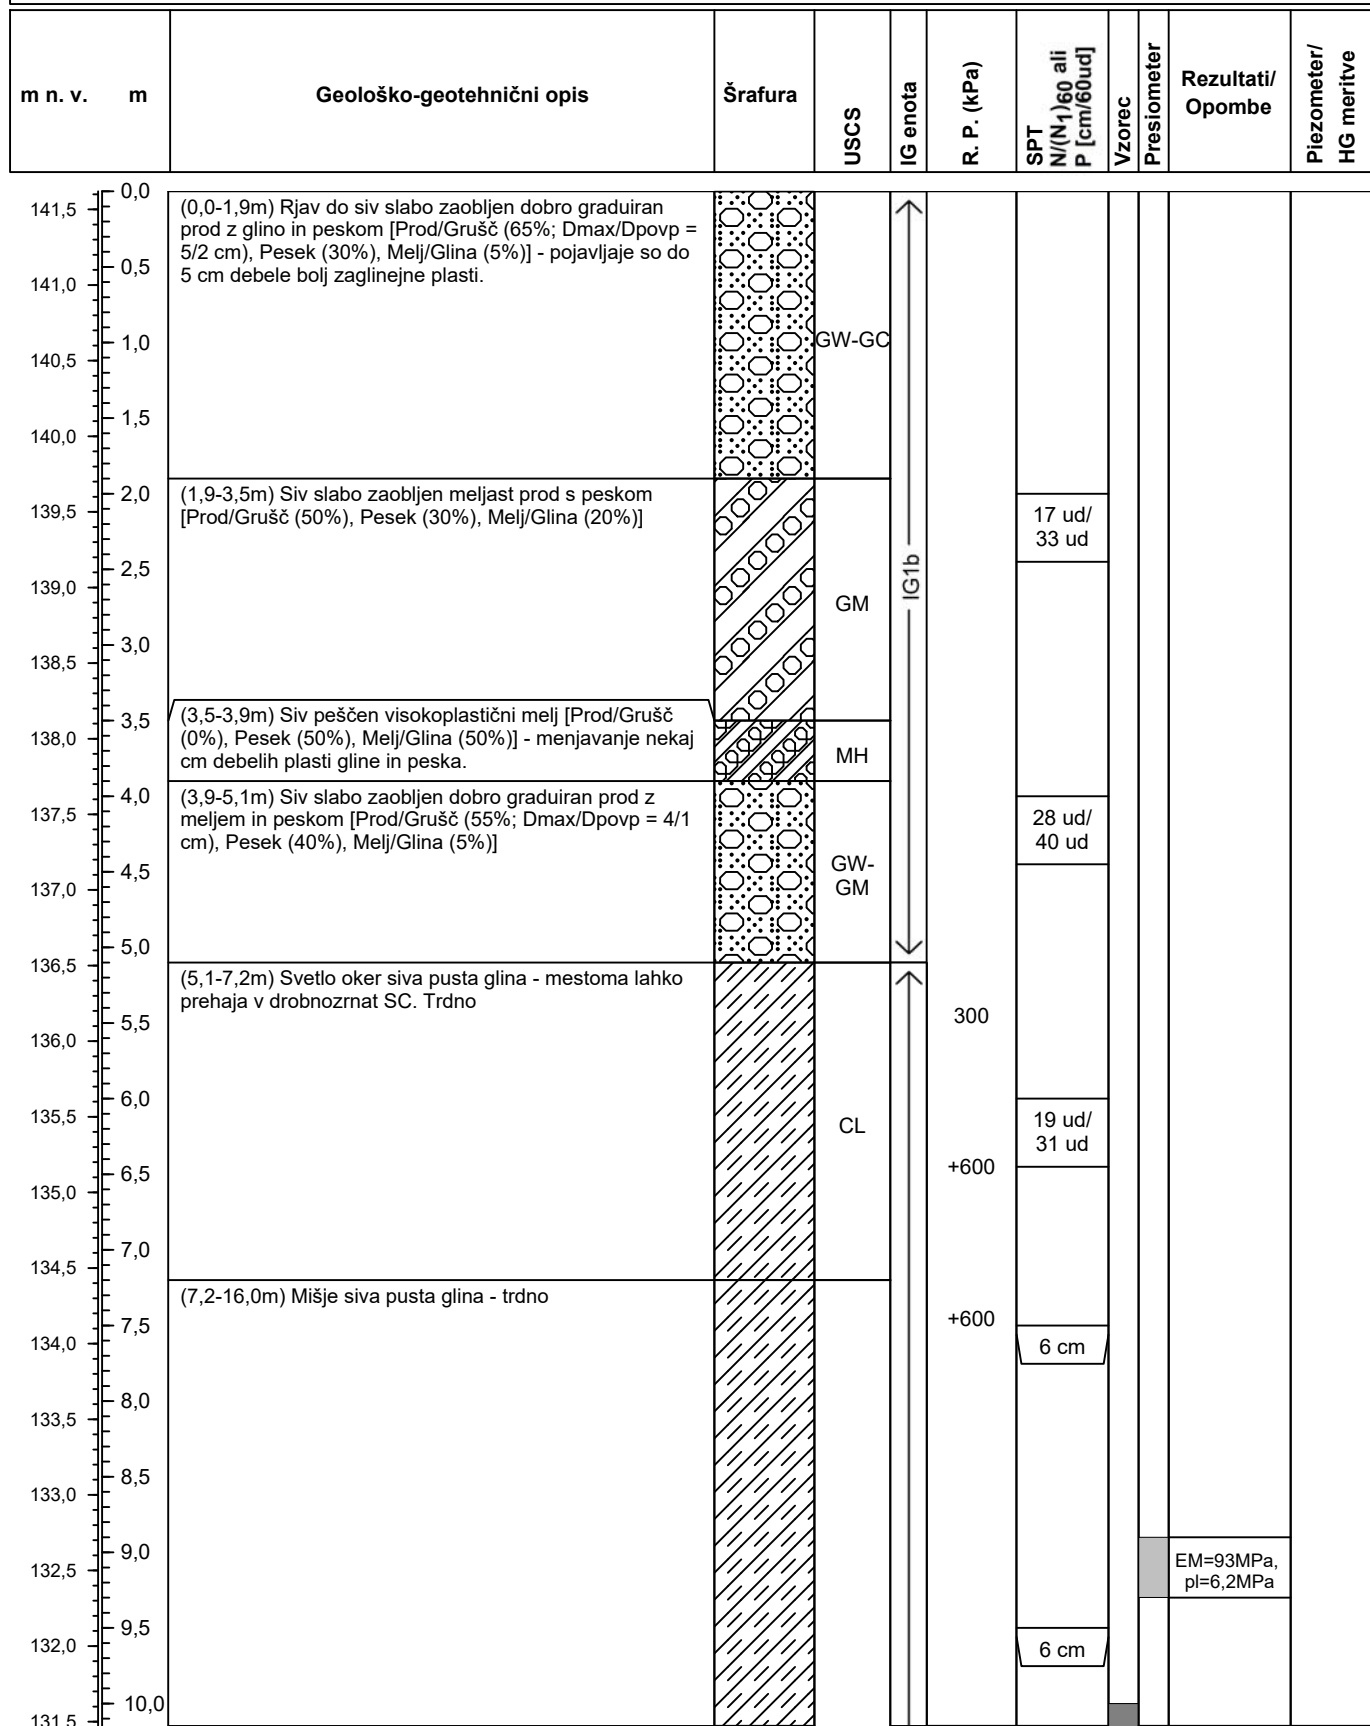 m n. v.
m
Geološko-geotehnični opis
Šrafura
USCS
IG enota
R. P. (kPa)
SPT
N/(N1)60 ali
P [cm/60ud]
Vzorec
Presiometer
Rezultati/
Opombe
Piezometer/
HG meritve
0,0
141,5
(0,0-1,9m) Rjav do siv slabo zaobljen dobro graduiran
prod z glino in peskom [Prod/Grušč (65%; Dmax/Dpovp =
5/2 cm), Pesek (30%), Melj/Glina (5%)] - pojavljaje so do
5 cm debele bolj zaglinejne plasti.
0,5
141,0
1,0
GW-GC
140,5
1,5
140,0
2,0
(1,9-3,5m) Siv slabo zaobljen meljast prod s peskom
[Prod/Grušč (50%), Pesek (30%), Melj/Glina (20%)]
139,5
17 ud/
33 ud
2,5
139,0
GM
IG1b
3,0
138,5
3,5
(3,5-3,9m) Siv peščen visokoplastični melj [Prod/Grušč
(0%), Pesek (50%), Melj/Glina (50%)] - menjavanje nekaj
cm debelih plasti gline in peska.
138,0
MH
4,0
(3,9-5,1m) Siv slabo zaobljen dobro graduiran prod z
meljem in peskom [Prod/Grušč (55%; Dmax/Dpovp = 4/1
cm), Pesek (40%), Melj/Glina (5%)]
137,5
28 ud/
40 ud
4,5
137,0
GW-
GM
5,0
136,5
(5,1-7,2m) Svetlo oker siva pusta glina - mestoma lahko
prehaja v drobnozrnat SC. Trdno
5,5
300
136,0
6,0
135,5
CL
19 ud/
31 ud
6,5
+600
135,0
7,0
134,5
(7,2-16,0m) Mišje siva pusta glina - trdno
7,5
+600
134,0
6 cm
8,0
133,5
8,5
133,0
9,0
132,5
EM=93MPa,
pl=6,2MPa
9,5
132,0
6 cm
10,0
131,5